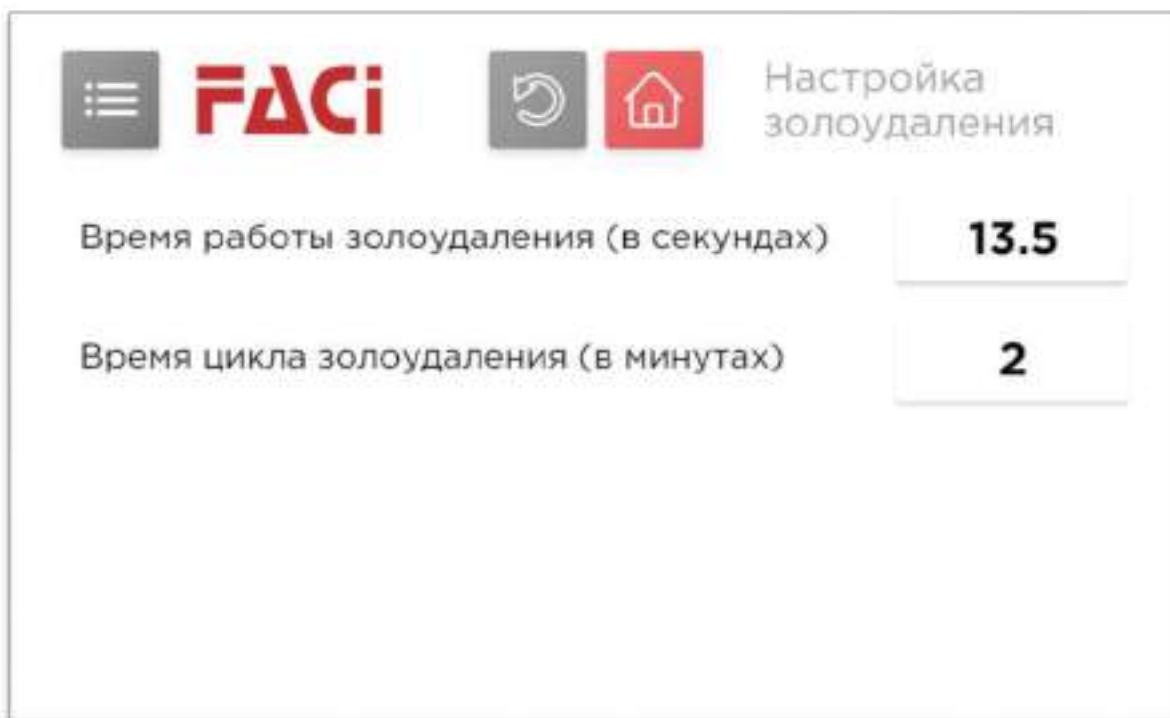 FACi
Настройка
золоудаления
Время работы золоудаления (в секундах)
13.5
Время цикла золоудаления (в минутах)
2